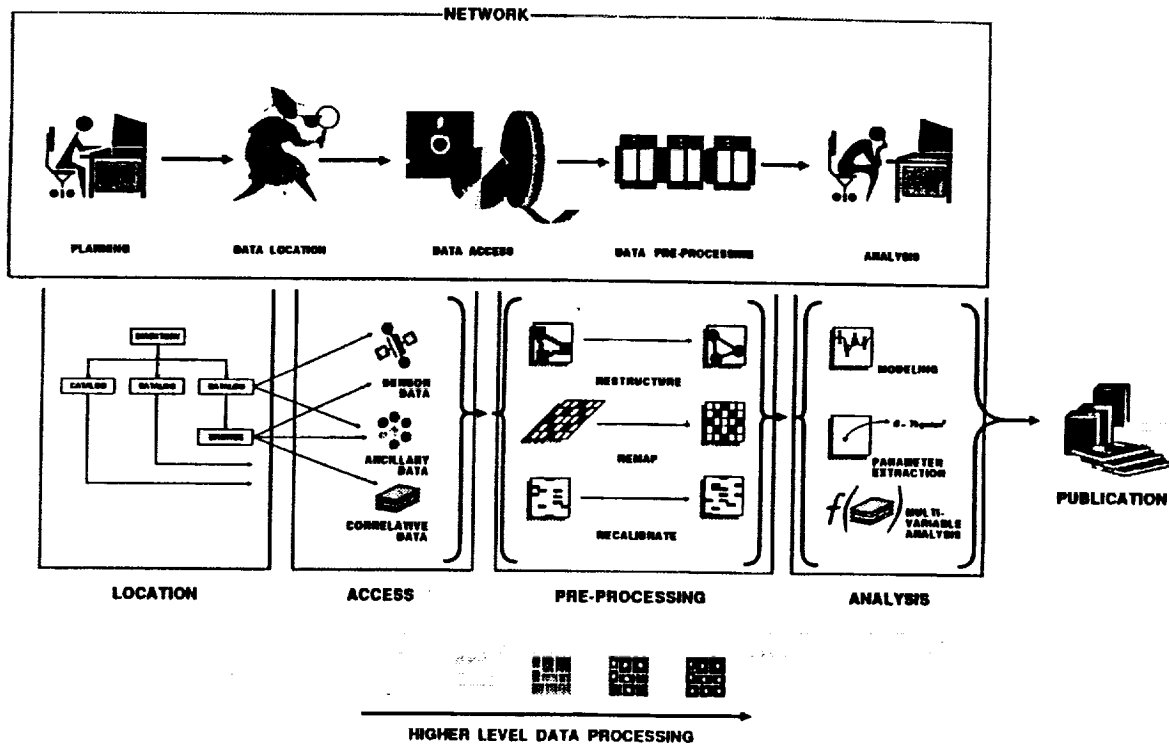 NETWORK
PLANNING
DATA LOCATION
DATA ACCESS
DATA PRE-PROCESSING
ANALYSIS
CATALOG
CATALOG
CATALOG
SENSOR
DATA
ANCILLARY
DATA
CORRELATIVE
DATA
RESTRUCTURE
REMAP
RECALIBRATE
MODELING
PARAMETER
EXTRACTION
f( )
MULTI-
VARIABLE
ANALYSIS
PUBLICATION
LOCATION
ACCESS
PRE-PROCESSING
ANALYSIS
HIGHER LEVEL DATA PROCESSING